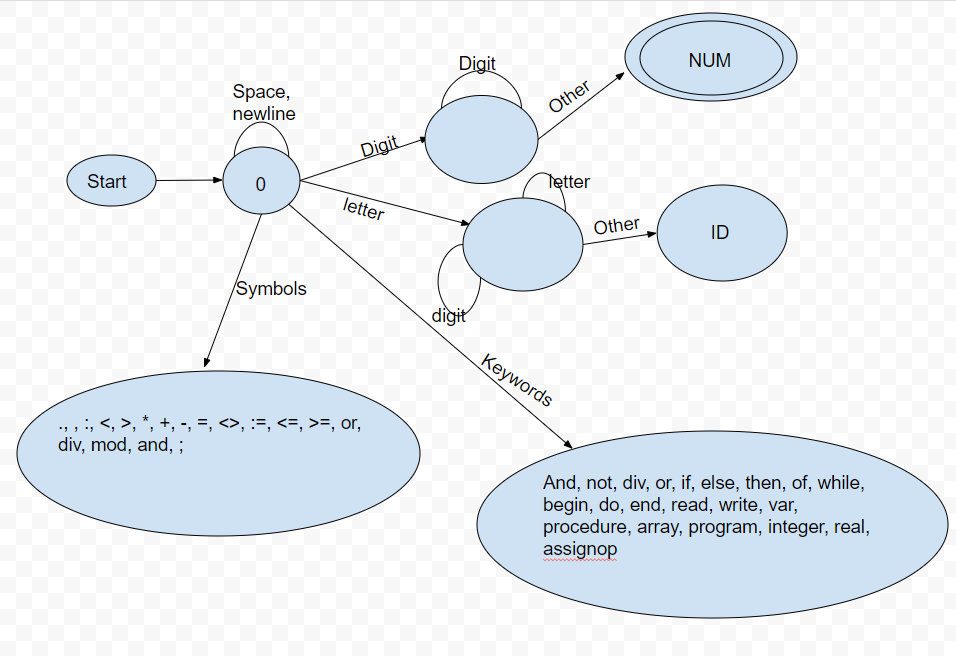 Digit
NUM
Space,
newline
Other
Digit
Start
0
letter
letter
Other
ID
Symbols
digit
Keywords
., , :, <, >, *, +, -, =, <>, :=, <=, >=, or,
div, mod, and, ;
And, not, div, or, if, else, then, of, while,
begin, do, end, read, write, var,
procedure, array, program, integer, real,
assignop